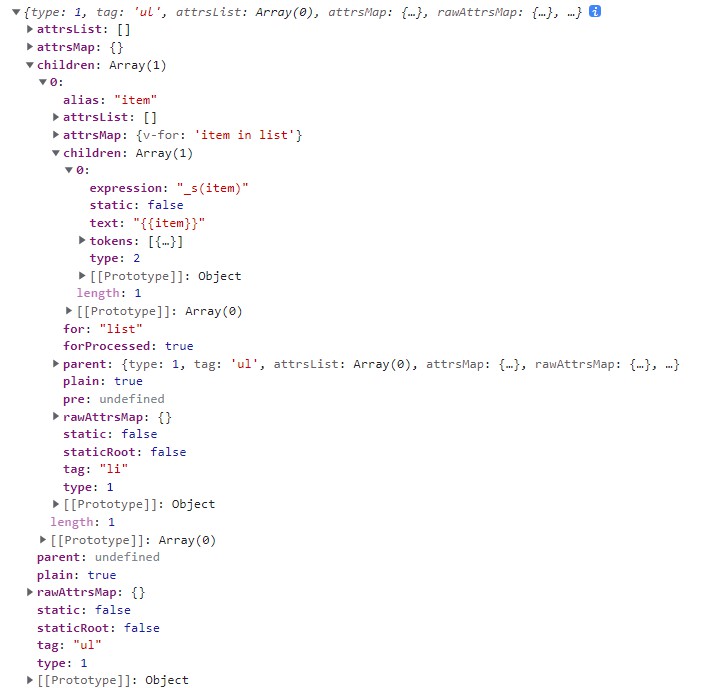 {type: 1, tag: 'ul', attrsList: Array(0), attrsMap: {…}, rawAttrsMap: {…}, …} i
attrsList: []
attrsMap: {}
children: Array(1)
0:
alias: "item"
attrsList: []
attrsMap: {v-for: 'item in list'}
children: Array(1)
0:
expression: "_s(item)"
static: false
text: "{{item}}"
tokens: [{…}]
type: 2
[[Prototype]]: Object
length: 1
[[Prototype]]: Array(0)
for: "list"
forProcessed: true
parent: {type: 1, tag: 'ul', attrsList: Array(0), attrsMap: {…}, rawAttrsMap: {…}, …}
plain: true
pre: undefined
rawAttrsMap: {}
static: false
staticRoot: false
tag: "li"
type: 1
[[Prototype]]: Object
length: 1
[[Prototype]]: Array(0)
parent: undefined
plain: true
rawAttrsMap: {}
static: false
staticRoot: false
tag: "ul"
type: 1
[[Prototype]]: Object